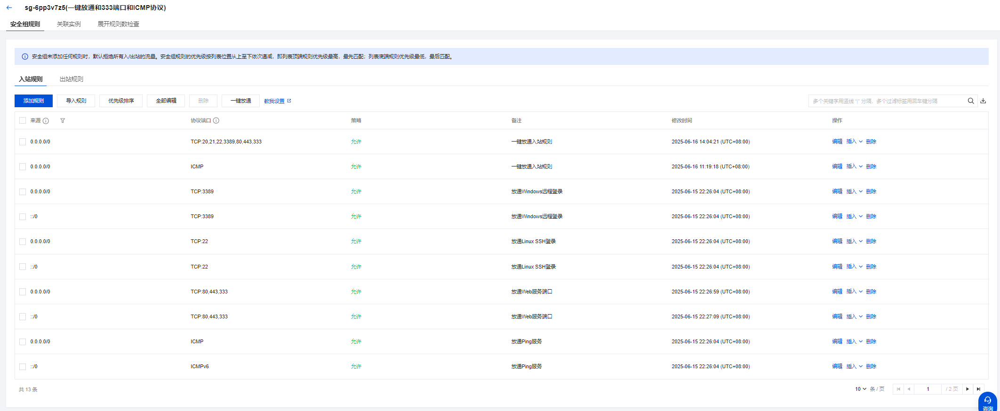 sg-6pp3v7z5(一键放通和333端口和ICMP协议)
安全组规则 关联实例 展开规则数检查
安全组未添加任何规则时，默认拒绝所有入/出站的流量。安全组规则的优先级按列表位置从上至下依次递减，即列表顶端规则优先级最高，最先匹配；列表底端规则优先级最低，最后匹配。
入站规则 出站规则
添加规则 导入规则 优先级排序 全部编辑 删除 一键放通 教我设置 多个关键字用竖线 "|" 分隔，多个过滤标签用回车键分隔
来源 协议端口 策略 备注 修改时间 操作
0.0.0.0/0 TCP:20,21,22,3389,80,443,333 允许 一键放通入站规则 2025-06-16 14:04:21 (UTC+08:00) 编辑 插入 删除
0.0.0.0/0 ICMP 允许 一键放通入站规则 2025-06-16 11:19:18 (UTC+08:00) 编辑 插入 删除
0.0.0.0/0 TCP:3389 允许 放通Windows远程登录 2025-06-15 22:26:04 (UTC+08:00) 编辑 插入 删除
::/0 TCP:3389 允许 放通Windows远程登录 2025-06-15 22:26:04 (UTC+08:00) 编辑 插入 删除
0.0.0.0/0 TCP:22 允许 放通Linux SSH登录 2025-06-15 22:26:04 (UTC+08:00) 编辑 插入 删除
::/0 TCP:22 允许 放通Linux SSH登录 2025-06-15 22:26:04 (UTC+08:00) 编辑 插入 删除
0.0.0.0/0 TCP:80,443,333 允许 放通Web服务端口 2025-06-15 22:26:59 (UTC+08:00) 编辑 插入 删除
::/0 TCP:80,443,333 允许 放通Web服务端口 2025-06-15 22:27:09 (UTC+08:00) 编辑 插入 删除
0.0.0.0/0 ICMP 允许 放通Ping服务 2025-06-15 22:26:04 (UTC+08:00) 编辑 插入 删除
::/0 ICMPv6 允许 放通Ping服务 2025-06-15 22:26:04 (UTC+08:00) 编辑 插入 删除
共 13 条 10 条 / 页 1 / 2 页
咨询